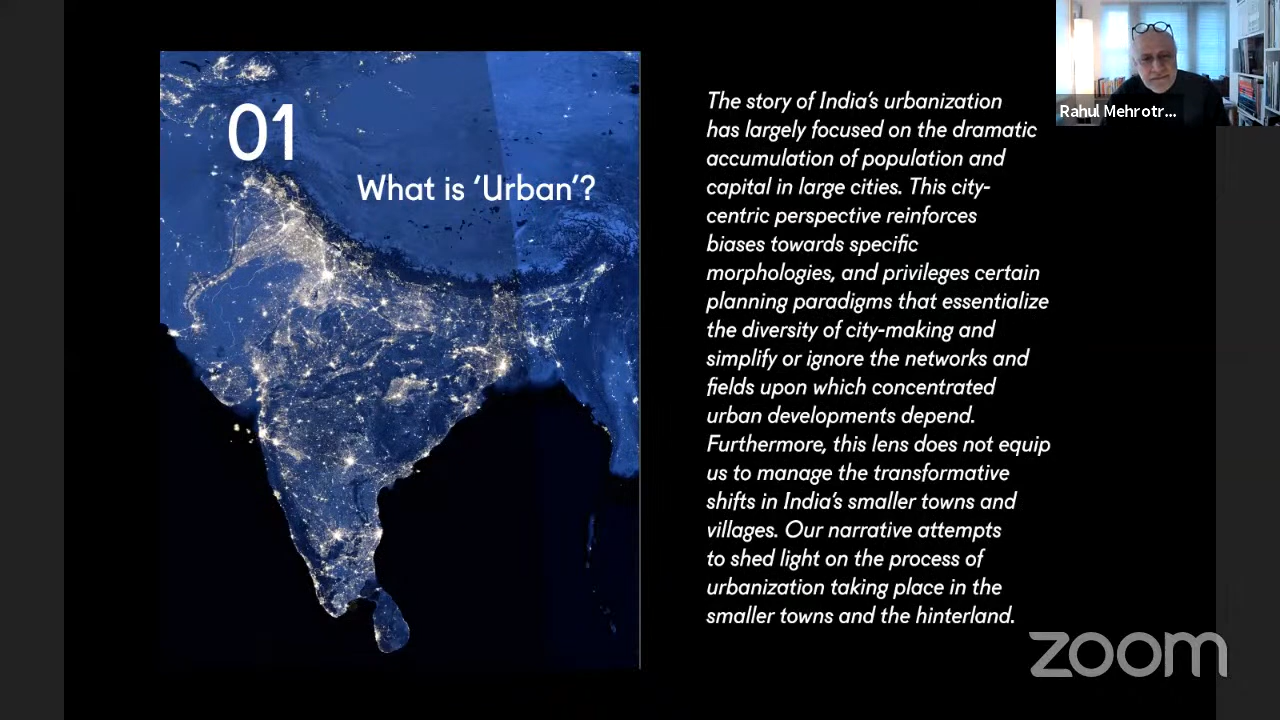 01
What is ‘Urban’?
The story of India’s urbanization
has largely focused on the dramatic
accumulation of population and
capital in large cities. This city-
centric perspective reinforces
biases towards specific
morphologies, and privileges certain
planning paradigms that essentialize
the diversity of city-making and
simplify or ignore the networks and
fields upon which concentrated
urban developments depend.
Furthermore, this lens does not equip
us to manage the transformative
shifts in India’s smaller towns and
villages. Our narrative attempts
to shed light on the process of
urbanization taking place in the
smaller towns and the hinterland.
Rahul Mehrotr...
zoom